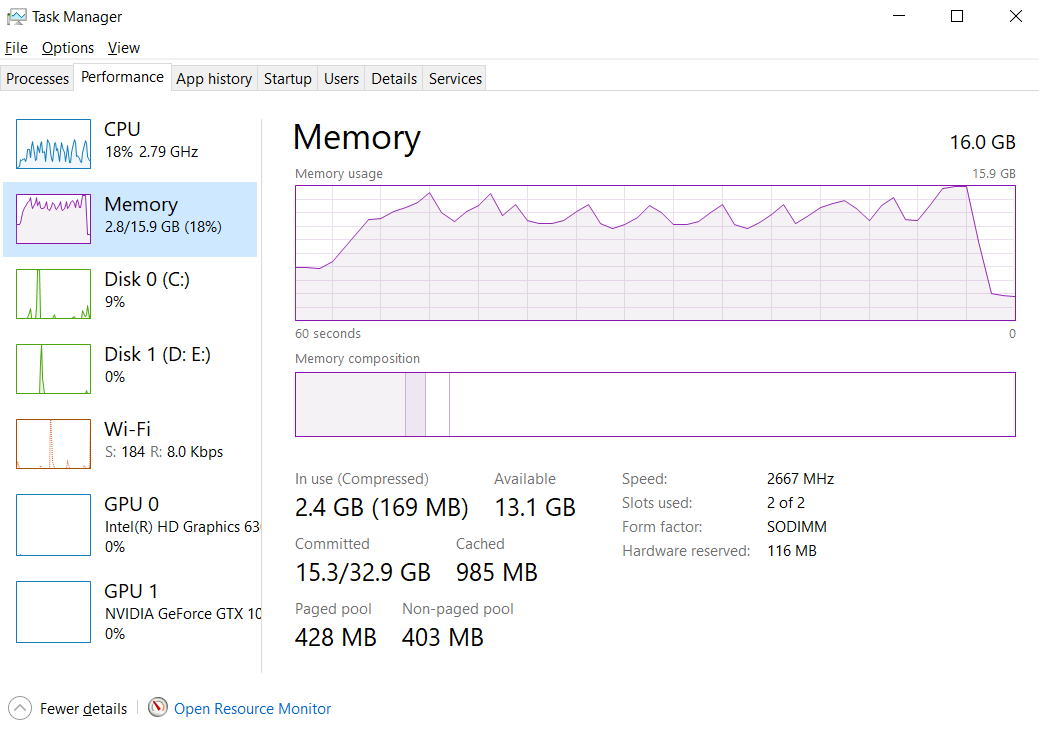 Task Manager
File Options View
Processes Performance App history Startup Users Details Services
CPU
18% 2.79 GHz
Memory
2.8/15.9 GB (18%)
Disk 0 (C:)
9%
Disk 1 (D: E:)
0%
Wi-Fi
S: 184 R: 8.0 Kbps
GPU 0
Intel(R) HD Graphics 63
0%
GPU 1
NVIDIA GeForce GTX 10
0%
Memory 16.0 GB
Memory usage 15.9 GB
60 seconds 0
Memory composition
In use (Compressed) Available
2.4 GB (169 MB) 13.1 GB
Committed Cached
15.3/32.9 GB 985 MB
Paged pool Non-paged pool
428 MB 403 MB
Speed: 2667 MHz
Slots used: 2 of 2
Form factor: SODIMM
Hardware reserved: 116 MB
Fewer details Open Resource Monitor